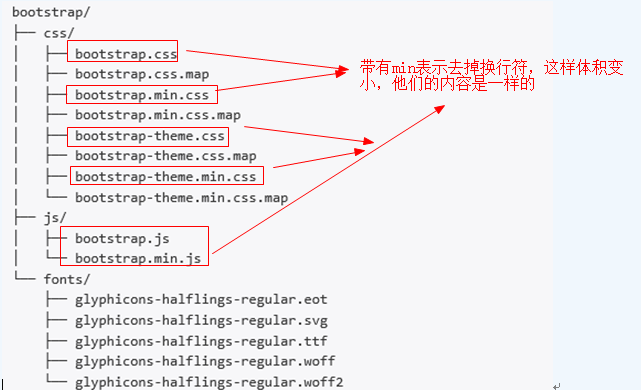 bootstrap/
├── css/
│   ├── bootstrap.css
│   ├── bootstrap.css.map
│   ├── bootstrap.min.css
│   ├── bootstrap.min.css.map
│   ├── bootstrap-theme.css
│   ├── bootstrap-theme.css.map
│   ├── bootstrap-theme.min.css
│   └── bootstrap-theme.min.css.map
├── js/
│   ├── bootstrap.js
│   └── bootstrap.min.js
└── fonts/
    ├── glyphicons-halflings-regular.eot
    ├── glyphicons-halflings-regular.svg
    ├── glyphicons-halflings-regular.ttf
    ├── glyphicons-halflings-regular.woff
    └── glyphicons-halflings-regular.woff2
带有min表示去掉换行符，这样体积变
小，他们的内容是一样的